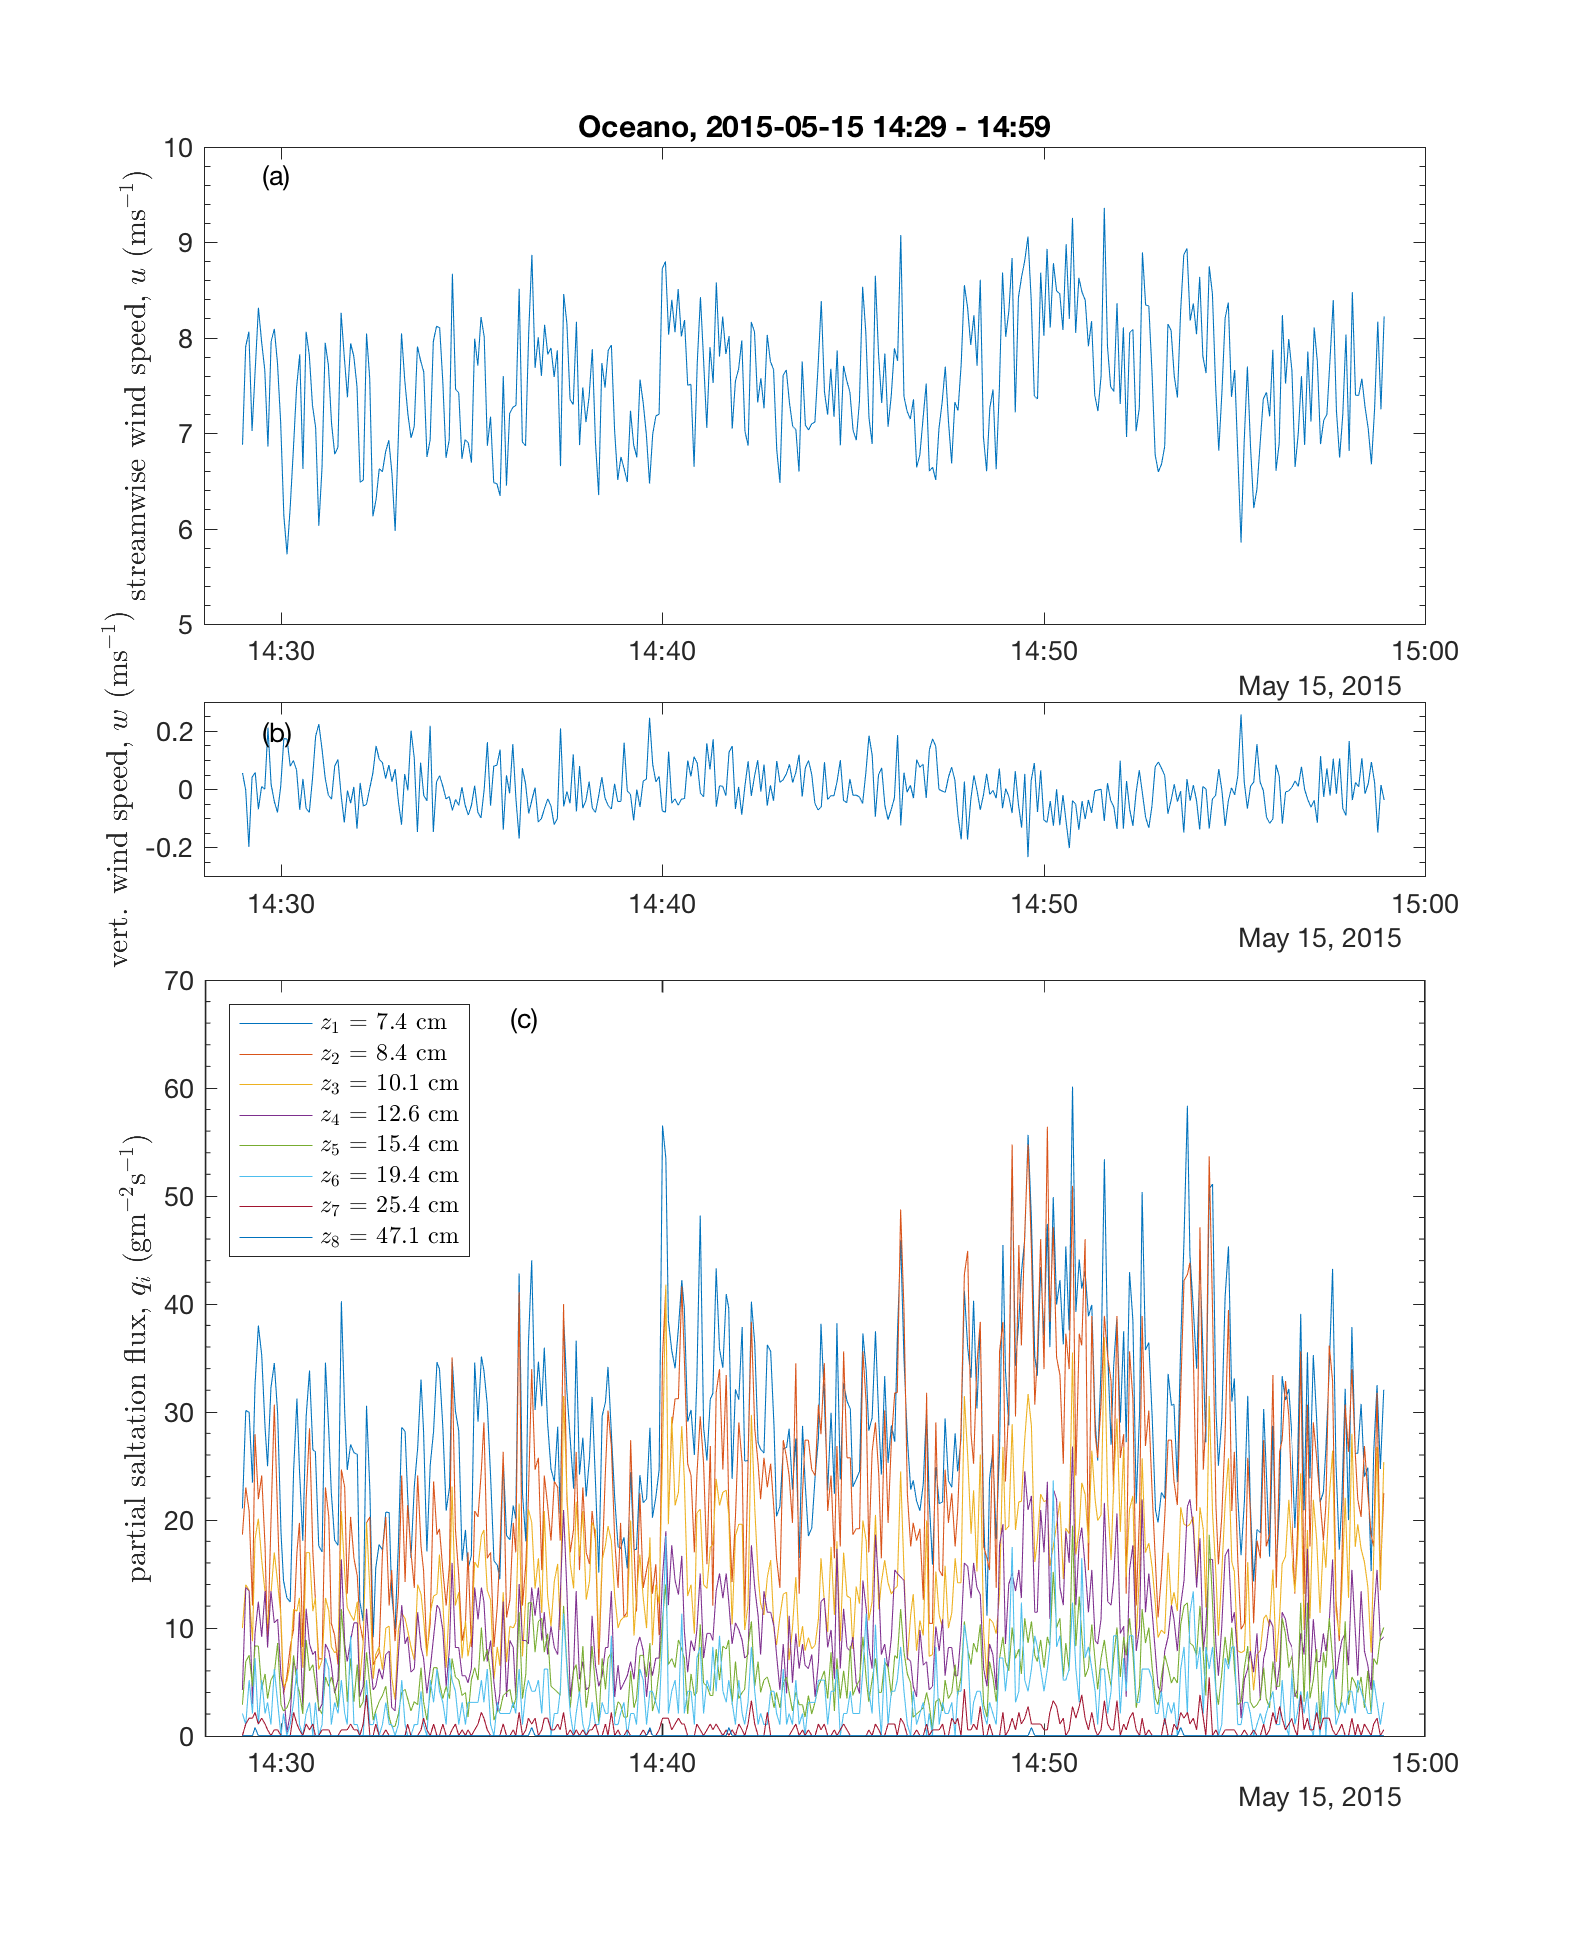 Oceano, 2015-05-15 14:29 - 14:59
(a)
streamwise wind speed, u (ms⁻¹)
10
9
8
7
6
5
14:30 14:40 14:50 15:00
May 15, 2015
(b)
vert. wind speed, w (ms⁻¹)
0.2
0
-0.2
14:30 14:40 14:50 15:00
May 15, 2015
(c)
partial saltation flux, qᵢ (gm⁻²s⁻¹)
70
60
50
40
30
20
10
0
z₁ = 7.4 cm
z₂ = 8.4 cm
z₃ = 10.1 cm
z₄ = 12.6 cm
z₅ = 15.4 cm
z₆ = 19.4 cm
z₇ = 25.4 cm
z₈ = 47.1 cm
14:30 14:40 14:50 15:00
May 15, 2015